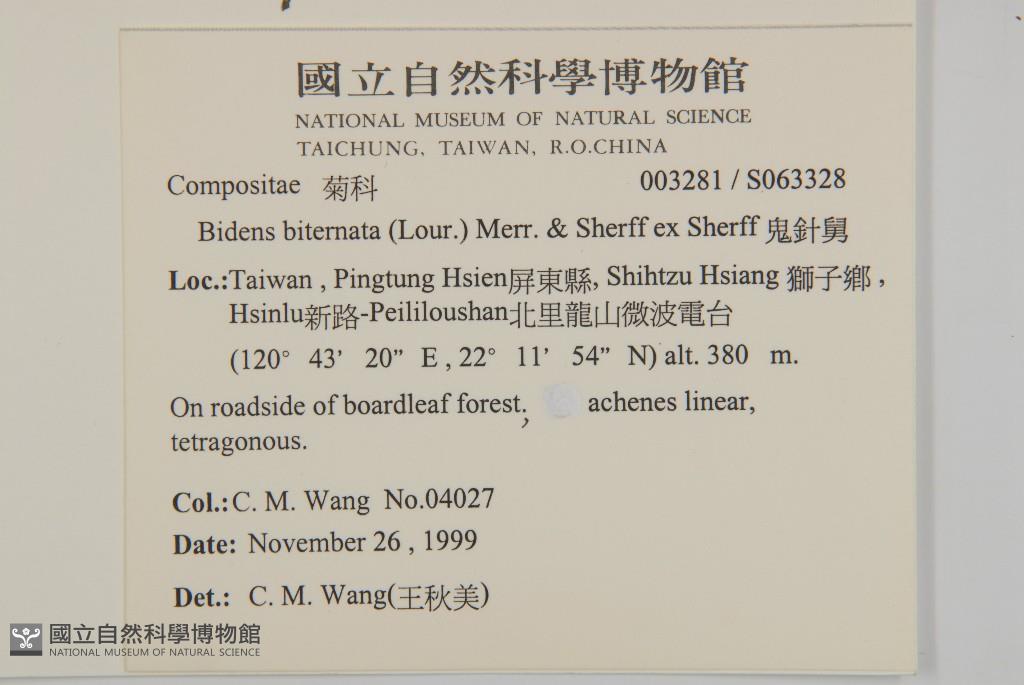 國立自然科學博物館
NATIONAL MUSEUM OF NATURAL SCIENCE
TAICHUNG, TAIWAN, R.O.CHINA
Compositae 菊科 003281 / S063328
Bidens biternata (Lour.) Merr. & Sherff ex Sherff 鬼針舅
Loc.:Taiwan , Pingtung Hsien屏東縣, Shihtzu Hsiang 獅子鄉 ,
Hsinlu新路-Peililoushan北里龍山微波電台
(120° 43’ 20” E , 22° 11’ 54” N) alt. 380 m.
On roadside of boardleaf forest. , achenes linear,
tetragonous.
Col.:C. M. Wang No.04027
Date: November 26 , 1999
Det.: C. M. Wang(王秋美)
國立自然科學博物館
NATIONAL MUSEUM OF NATURAL SCIENCE